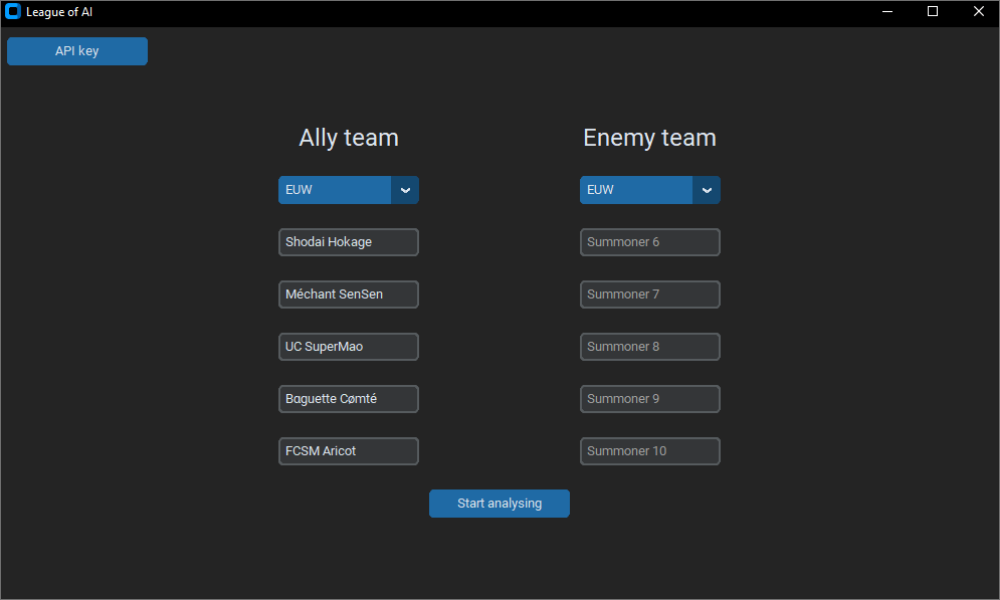 League of AI
API key
Ally team
Enemy team
EUW
EUW
Shodai Hokage
Summoner 6
Méchant SenSen
Summoner 7
UC SuperMao
Summoner 8
Baguette Cømté
Summoner 9
FCSM Aricot
Summoner 10
Start analysing